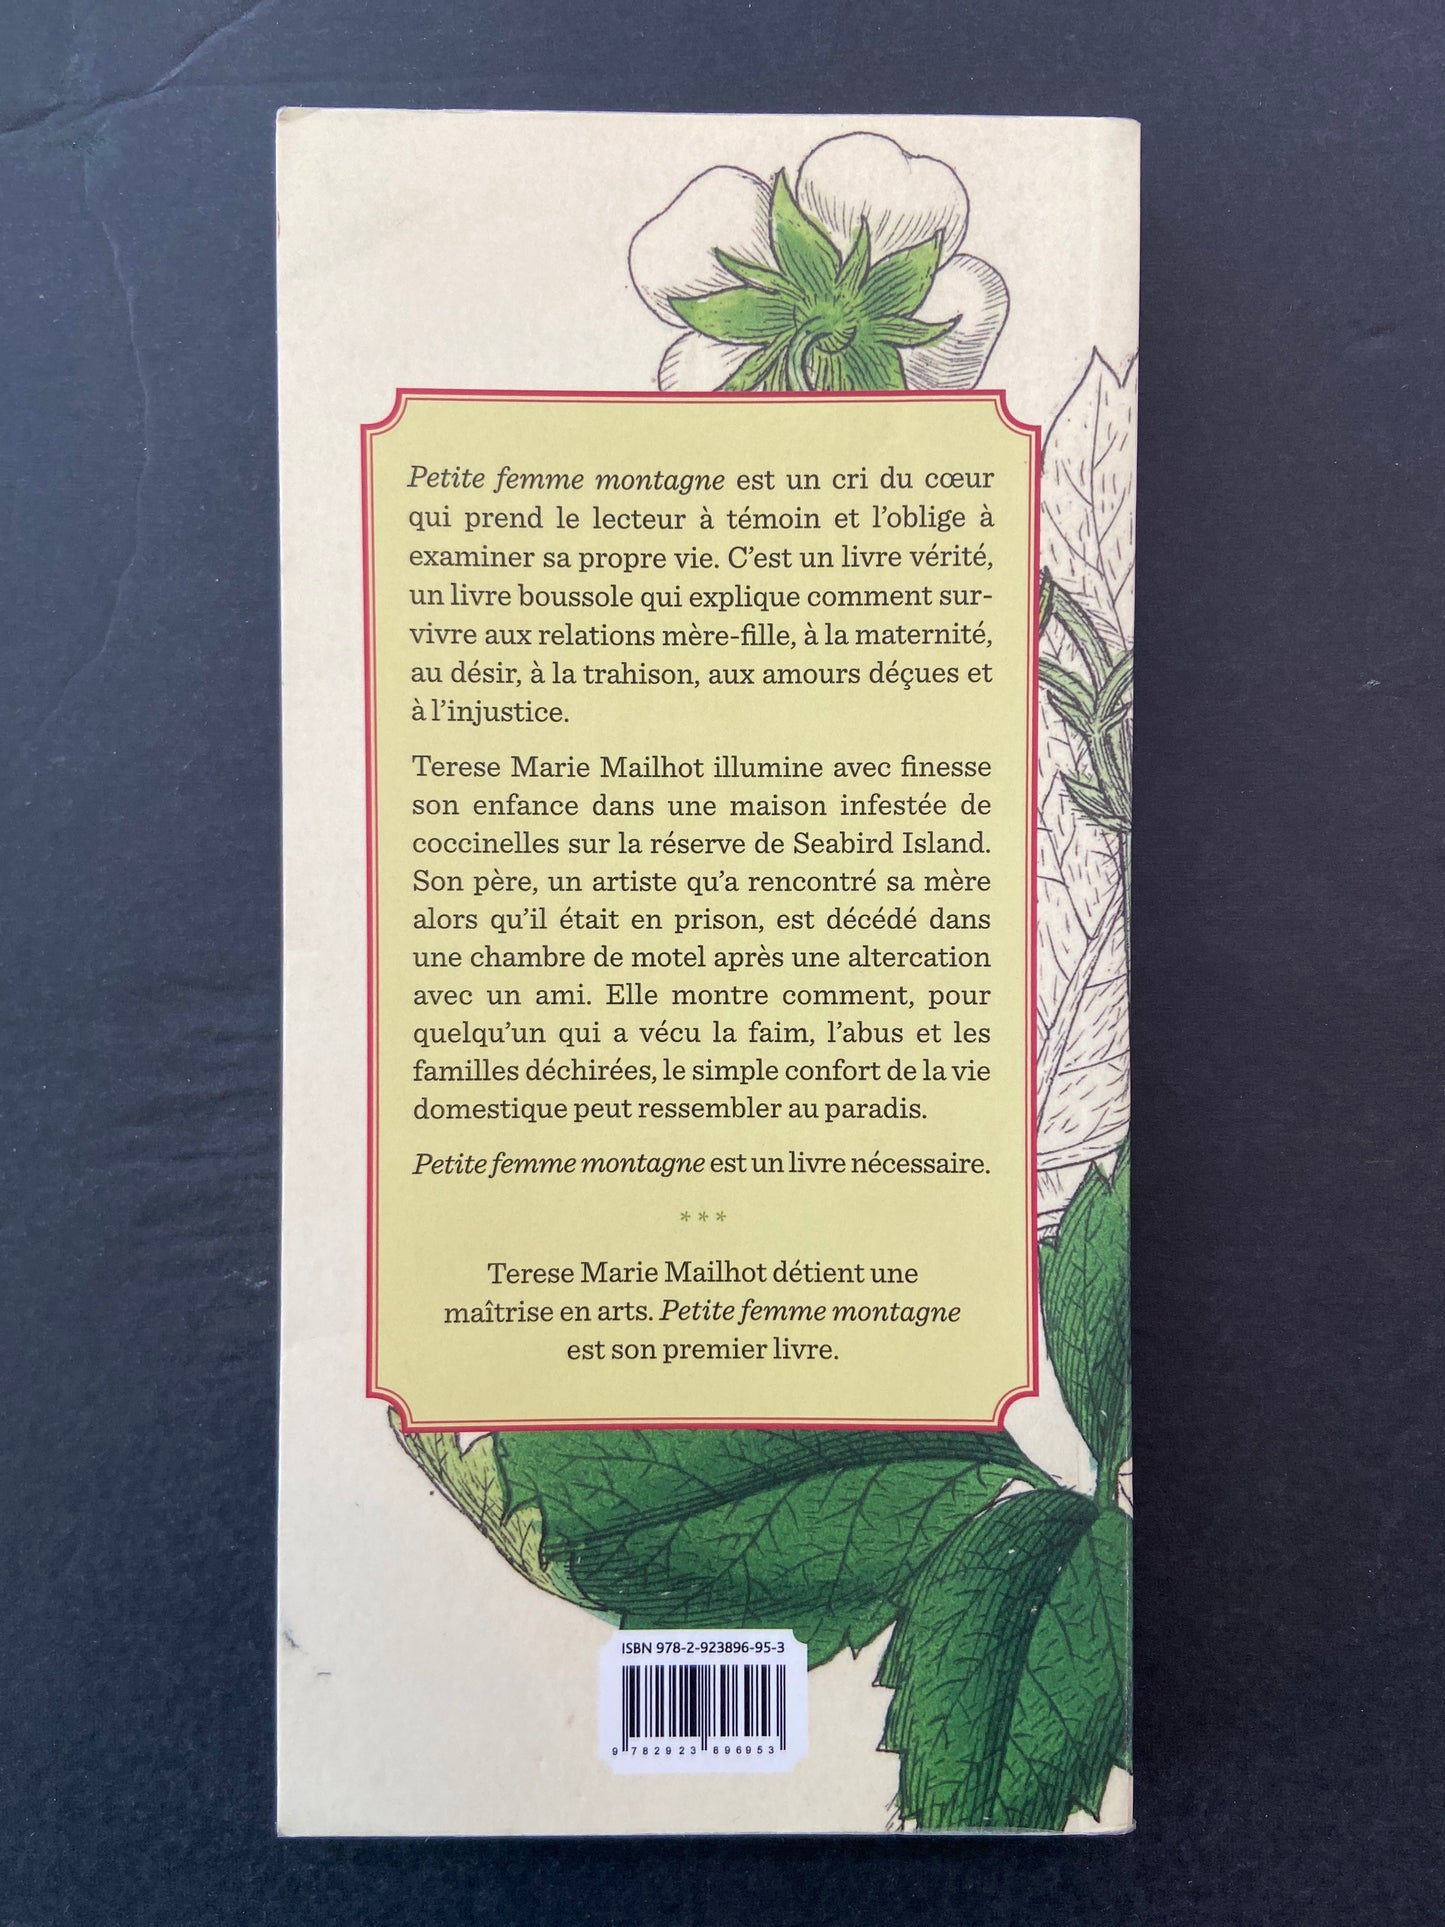 Petite femme montagne est un cri du cœur
qui prend le lecteur à témoin et l’oblige à
examiner sa propre vie. C’est un livre vérité,
un livre boussole qui explique comment sur-
vivre aux relations mère-fille, à la maternité,
au désir, à la trahison, aux amours déçues et
à l’injustice.
Terese Marie Mailhot illumine avec finesse
son enfance dans une maison infestée de
coccinelles sur la réserve de Seabird Island.
Son père, un artiste qu’a rencontré sa mère
alors qu’il était en prison, est décédé dans
une chambre de motel après une altercation
avec un ami. Elle montre comment, pour
quelqu’un qui a vécu la faim, l’abus et les
familles déchirées, le simple confort de la vie
domestique peut ressembler au paradis.
Petite femme montagne est un livre nécessaire.
***
Terese Marie Mailhot détient une
maîtrise en arts. Petite femme montagne
est son premier livre.
ISBN 978-2-923896-95-3
9 782923 896953